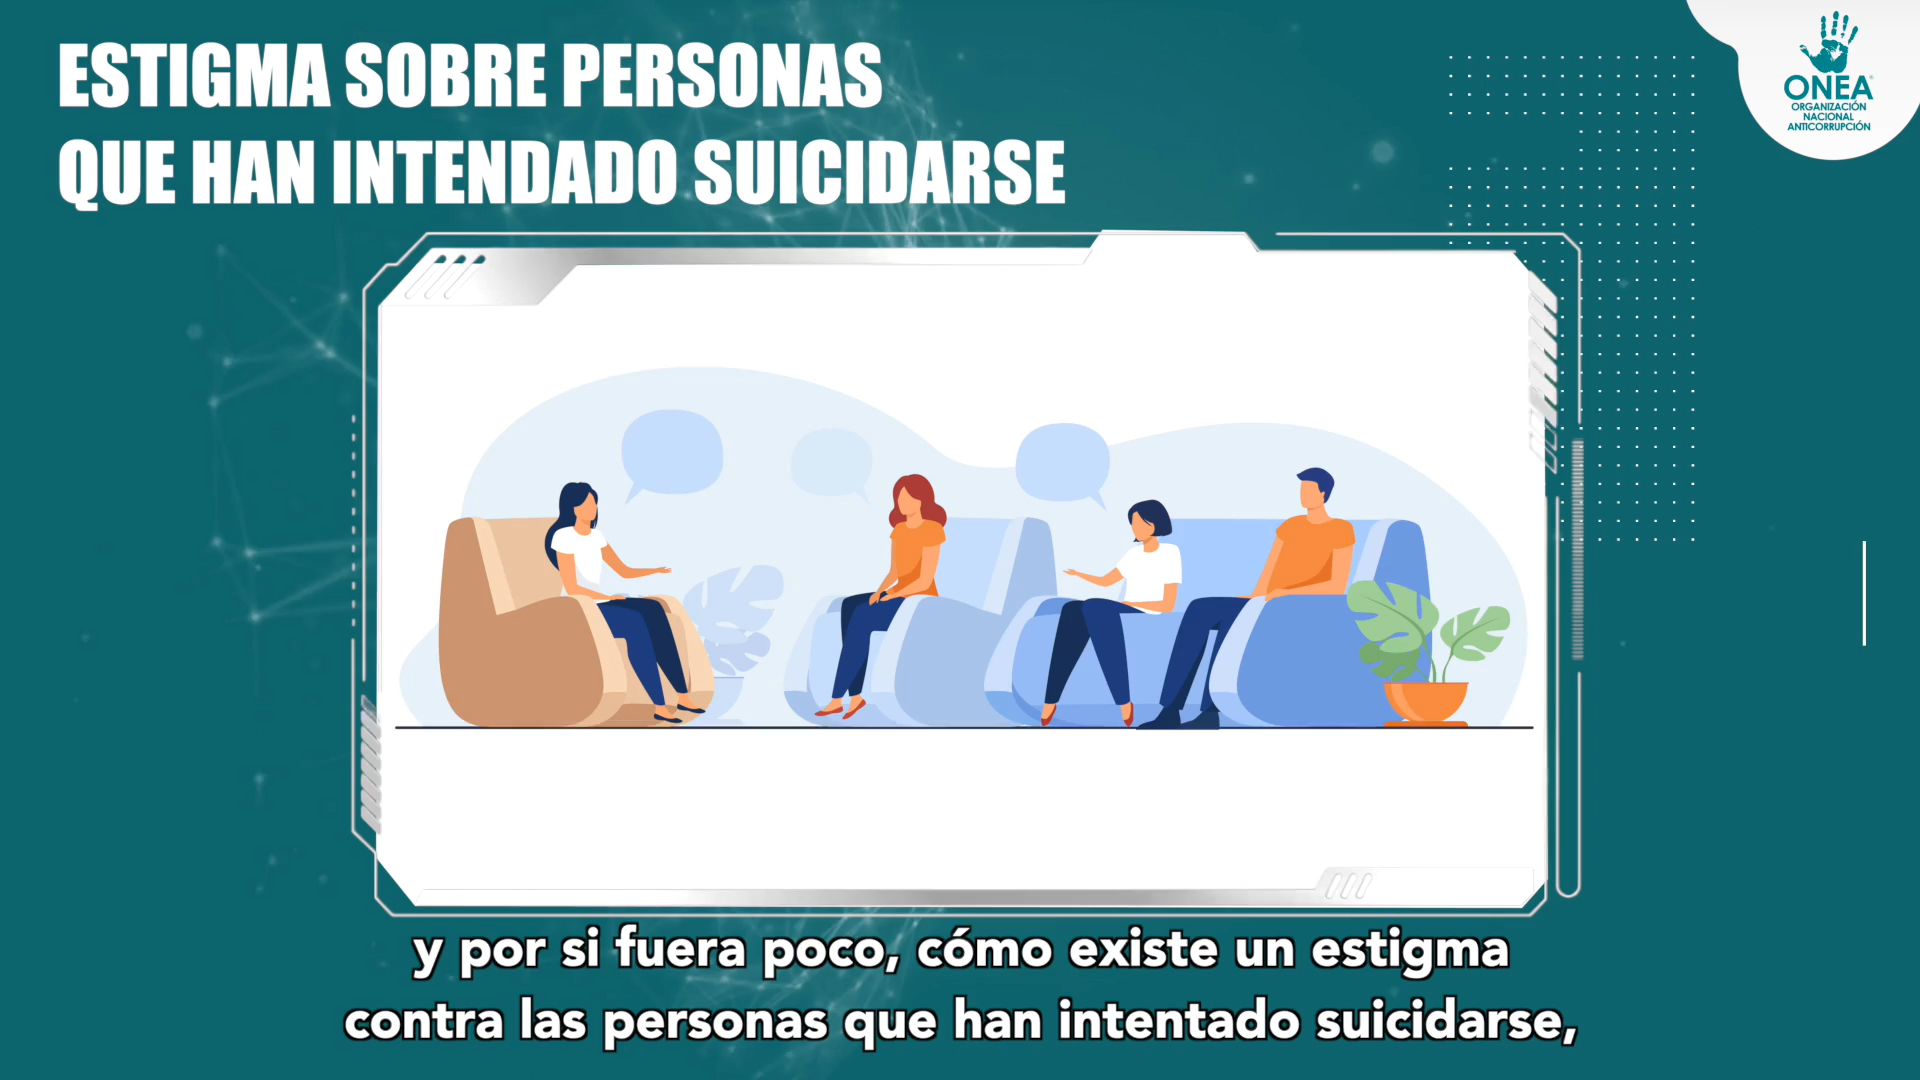 ESTIGMA SOBRE PERSONAS
QUE HAN INTENDADO SUICIDARSE
ONEA
ORGANIZACIÓN
NACIONAL
ANTICORRUPCIÓN
y por si fuera poco, cómo existe un estigma
contra las personas que han intentado suicidarse,